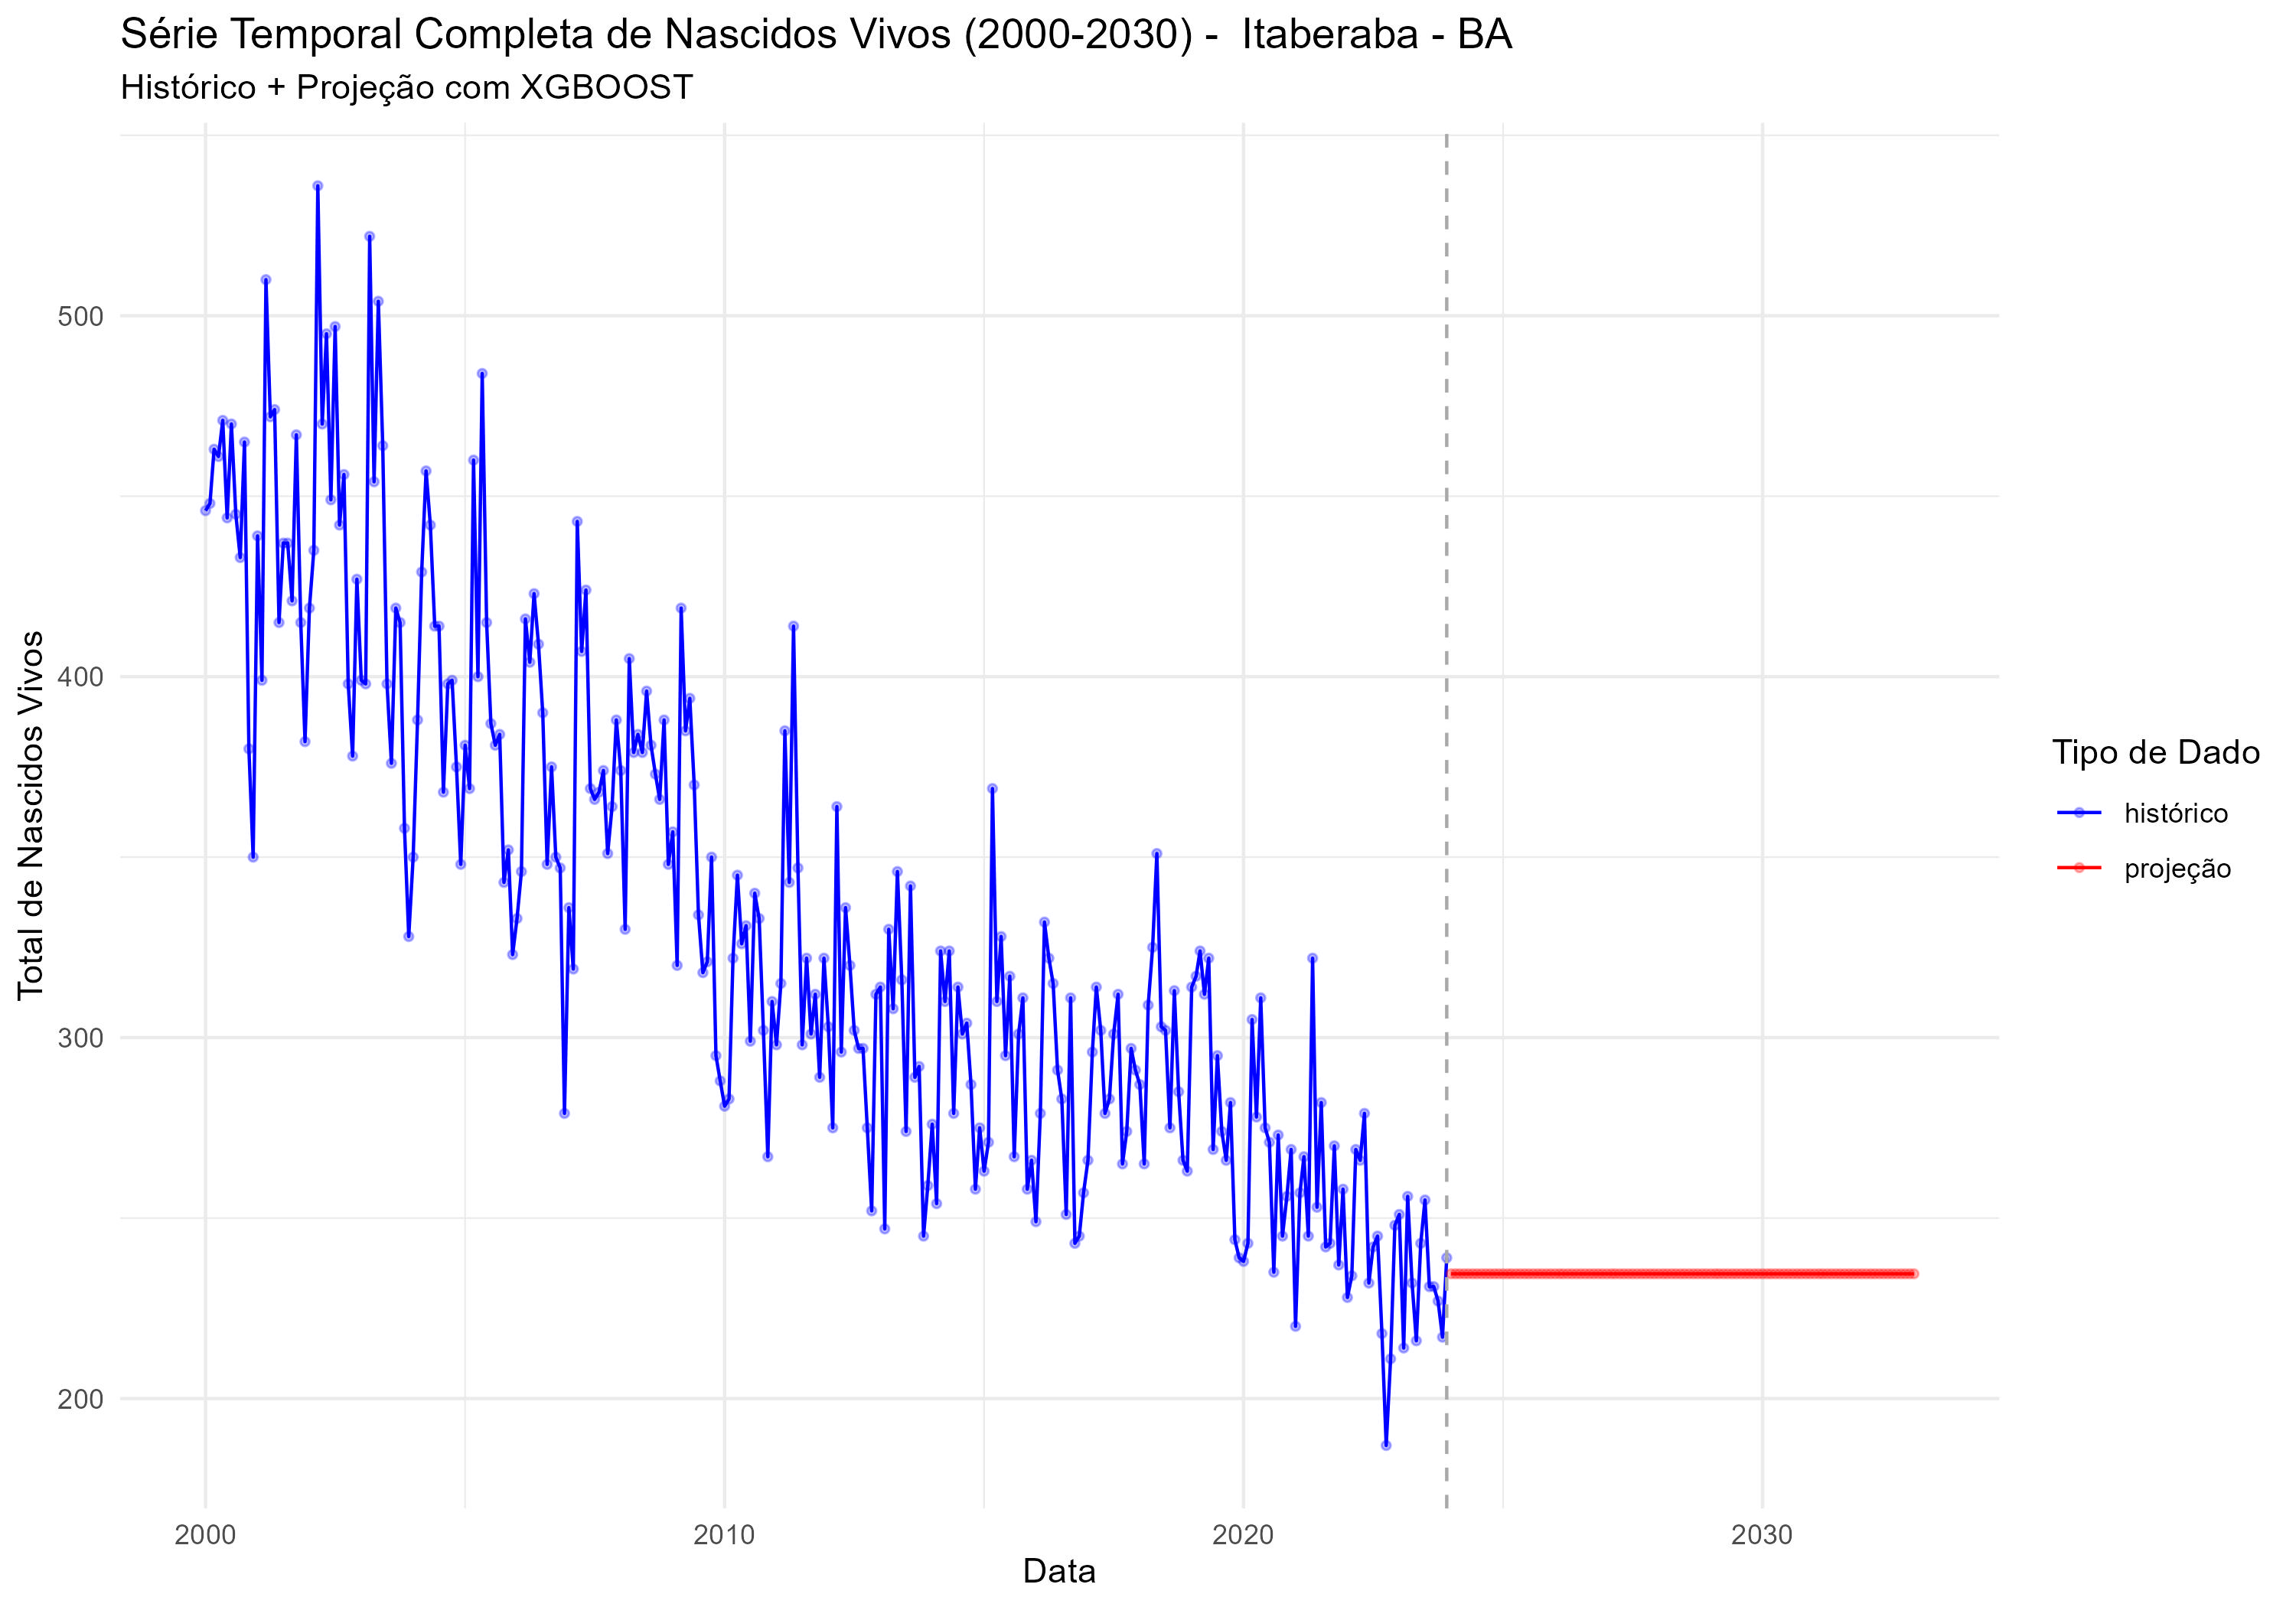 Série Temporal Completa de Nascidos Vivos (2000-2030) -  Itaberaba - BA
Histórico + Projeção com XGBOOST
Total de Nascidos Vivos
500
400
300
200
2000
2010
2020
2030
Data
Tipo de Dado
histórico
projeção